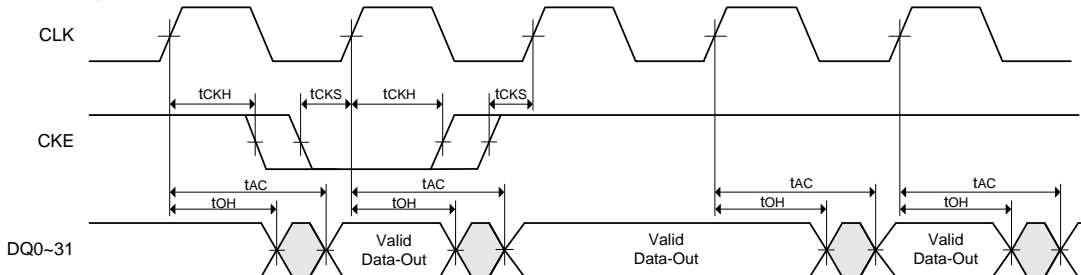 CLK
tCKH
tCKS
tCKH
tCKS
CKE
tAC
tAC
tAC
tAC
tOH
tOH
tOH
tOH
DQ0~31
Valid
Data-Out
Valid
Data-Out
Valid
Data-Out